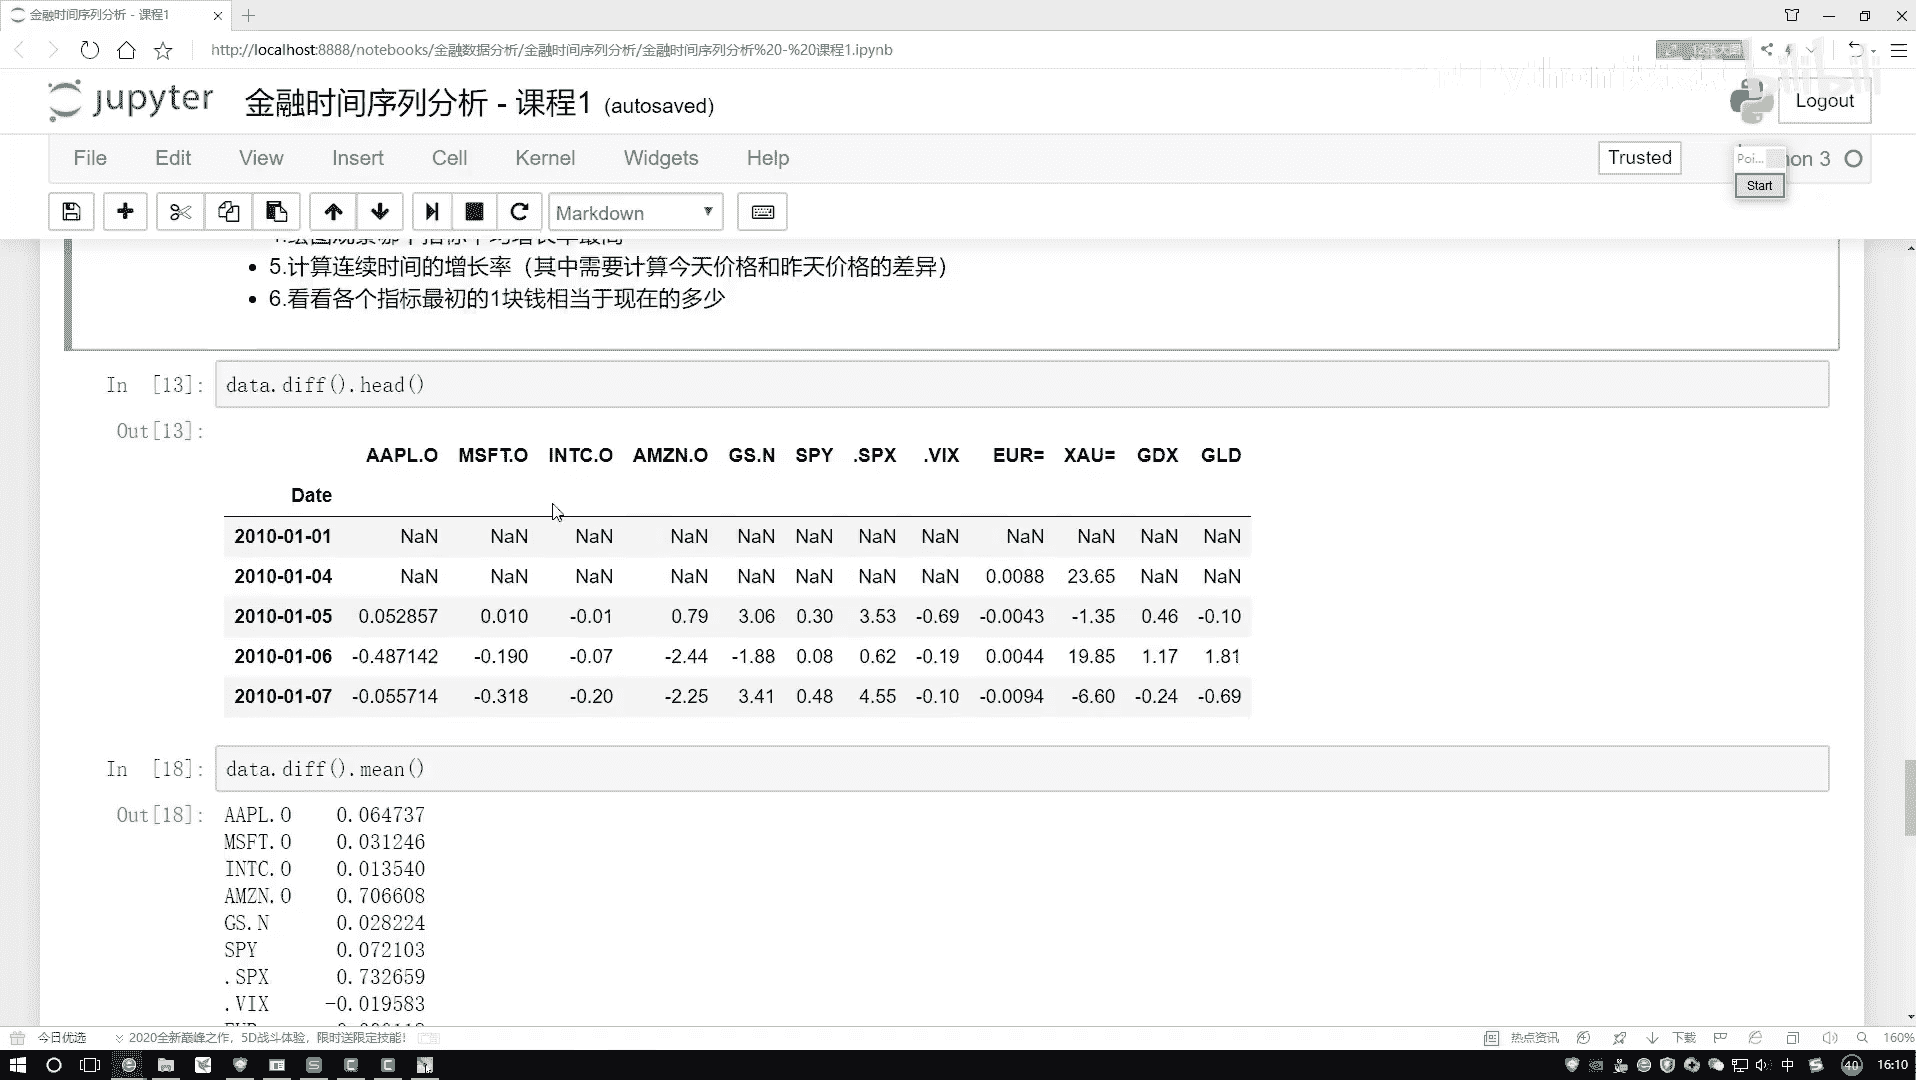 金融时间序列分析 - 课程1
http://localhost:8888/notebooks/金融数据分析/金融时间序列分析/金融时间序列分析%20-%20课程1.ipynb
jupyter 金融时间序列分析 - 课程1 (autosaved)
bilibili
Logout
File Edit View Insert Cell Kernel Widgets Help
Trusted
Poi... non 3
Start
Markdown
5.计算连续时间的增长率（其中需要计算今天价格和昨天价格的差异）
6.看看各个指标最初的1块钱相当于现在的多少
In [13]: data.diff().head()
Out[13]:
AAPL.O MSFT.O INTC.O AMZN.O GS.N SPY .SPX .VIX EUR= XAU= GDX GLD
Date
2010-01-01 NaN NaN NaN NaN NaN NaN NaN NaN NaN NaN NaN NaN
2010-01-04 NaN NaN NaN NaN NaN NaN NaN NaN 0.0088 23.65 NaN NaN
2010-01-05 0.052857 0.010 -0.01 0.79 3.06 0.30 3.53 -0.69 -0.0043 -1.35 0.46 -0.10
2010-01-06 -0.487142 -0.190 -0.07 -2.44 -1.88 0.08 0.62 -0.19 0.0044 19.85 1.17 1.81
2010-01-07 -0.055714 -0.318 -0.20 -2.25 3.41 0.48 4.55 -0.10 -0.0094 -6.60 -0.24 -0.69
In [18]: data.diff().mean()
Out[18]: AAPL.O 0.064737
MSFT.O 0.031246
INTC.O 0.013540
AMZN.O 0.706608
GS.N 0.028224
SPY 0.072103
.SPX 0.732659
.VIX -0.019583
今日优选 2020全新巅峰之作，5D战斗体验，限时送限定技能！
热点资讯 下载 160%
中 40 16:10